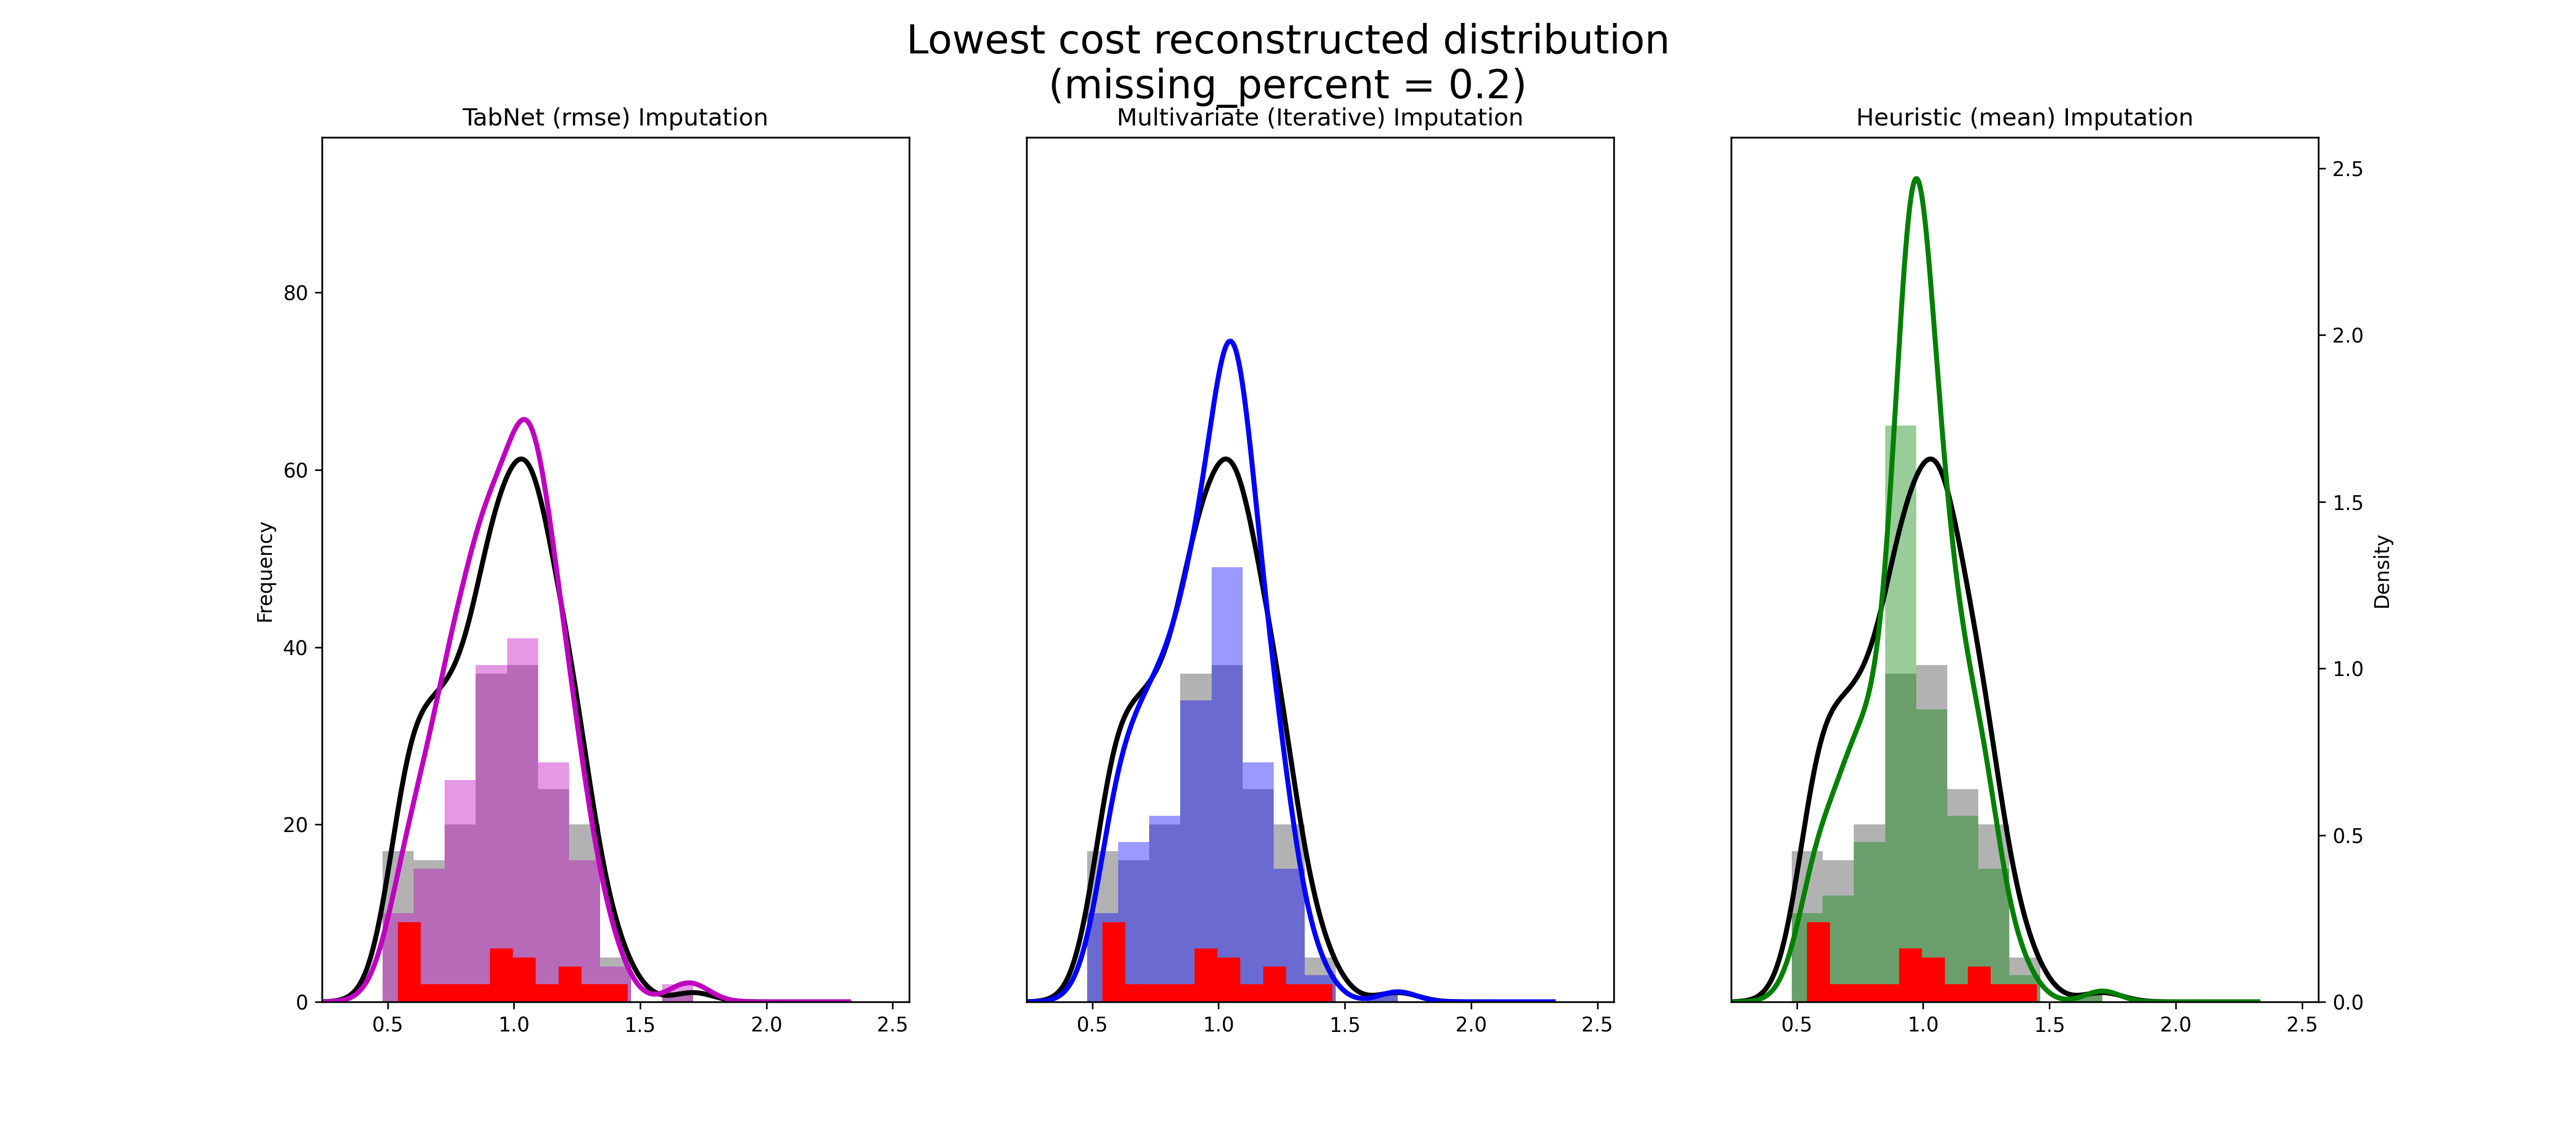 Lowest cost reconstructed distribution
(missing_percent = 0.2)
TabNet (rmse) Imputation
Multivariate (Iterative) Imputation
Heuristic (mean) Imputation
Frequency
80
60
40
20
0
0.5 1.0 1.5 2.0 2.5
0.5 1.0 1.5 2.0 2.5
0.5 1.0 1.5 2.0 2.5
2.5
2.0
1.5
1.0
0.5
0.0
Density